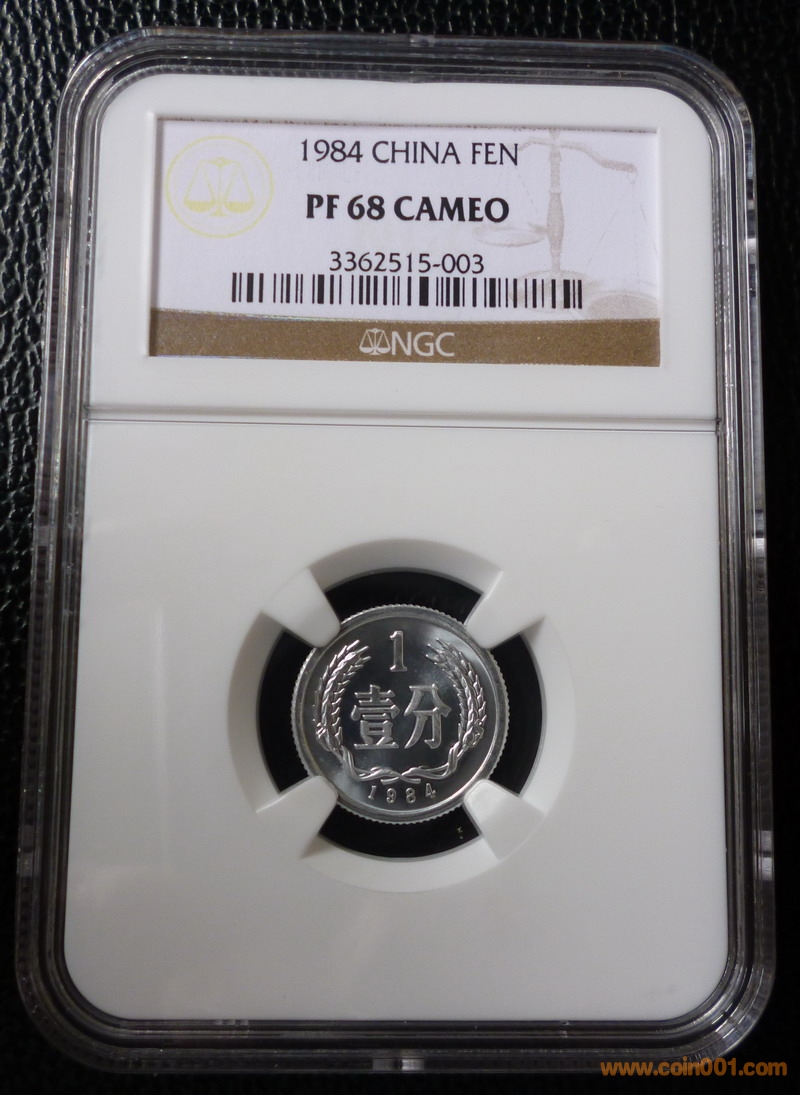 1984 CHINA FEN
PF 68 CAMEO
3362515-003
NGC
1
壹分
1984
www.coin001.com